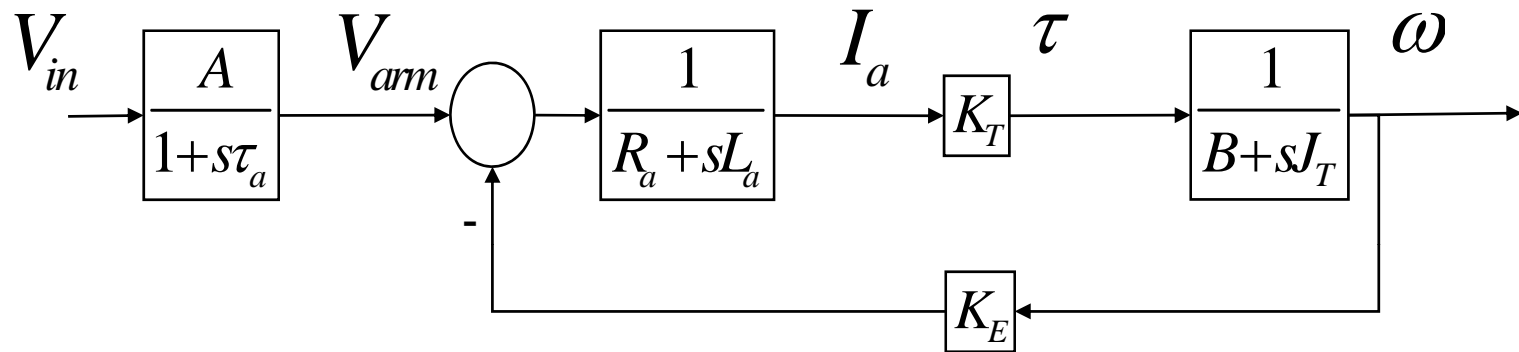 V_in
A
1+sτ_a
V_arm
1
R_a+sL_a
I_a
K_T
τ
1
B+sJ_T
ω
-
K_E